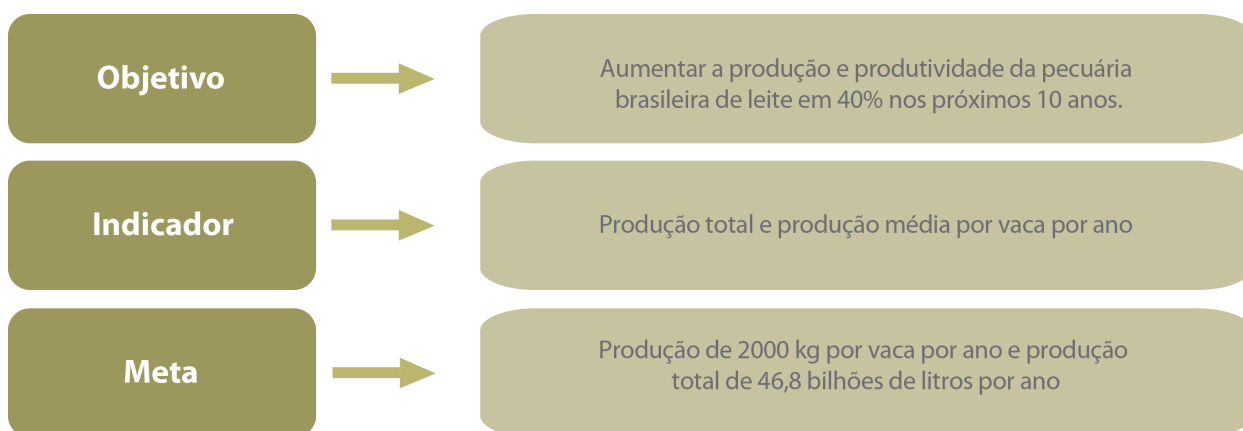 Objetivo
Aumentar a produção e produtividade da pecuária
brasileira de leite em 40% nos próximos 10 anos.
Indicador
Produção total e produção média por vaca por ano
Meta
Produção de 2000 kg por vaca por ano e produção
total de 46,8 bilhões de litros por ano